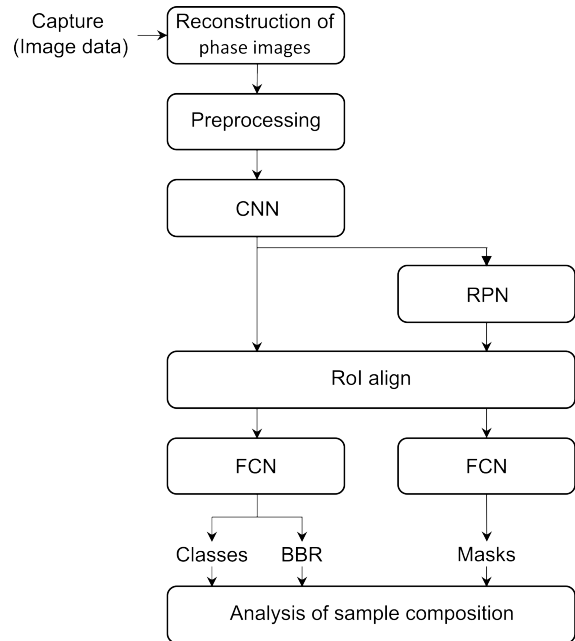 Capture
(Image data)
Reconstruction of
phase images
Preprocessing
CNN
RPN
RoI align
FCN
FCN
Classes
BBR
Masks
Analysis of sample composition